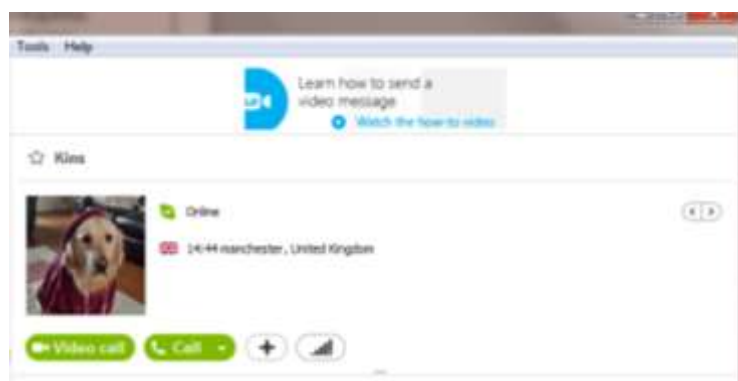 Tools Help
Learn how to send a
video message
Watch the how-to video
Kins
Online
14:44 manchester, United Kingdom
Video call Call